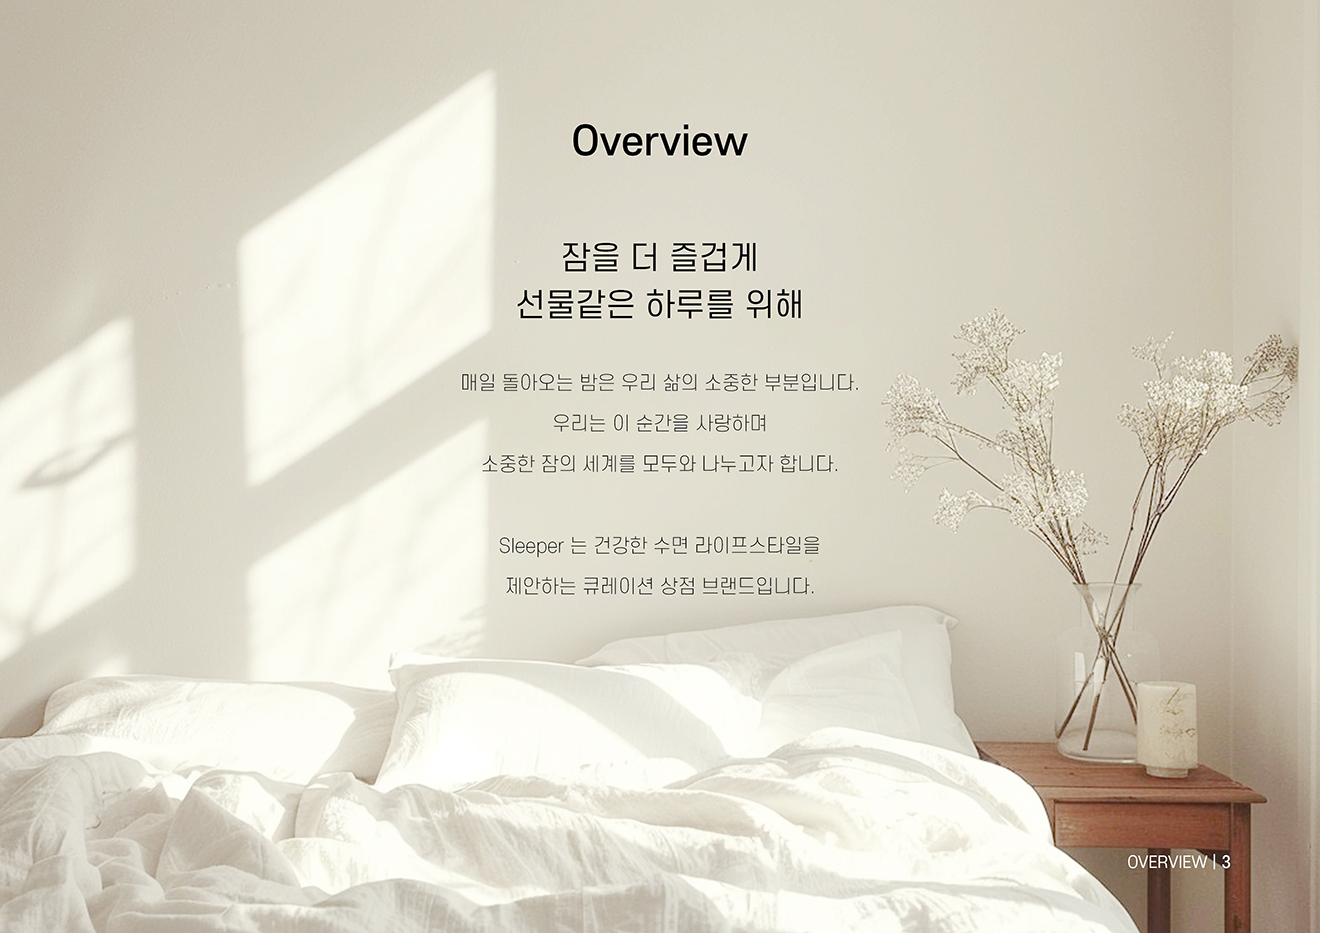 Overview
잠을 더 즐겁게
선물같은 하루를 위해
매일 돌아오는 밤은 우리 삶의 소중한 부분입니다.
우리는 이 순간을 사랑하며
소중한 잠의 세계를 모두와 나누고자 합니다.
Sleeper 는 건강한 수면 라이프스타일을
제안하는 큐레이션 상점 브랜드입니다.
OVERVIEW | 3